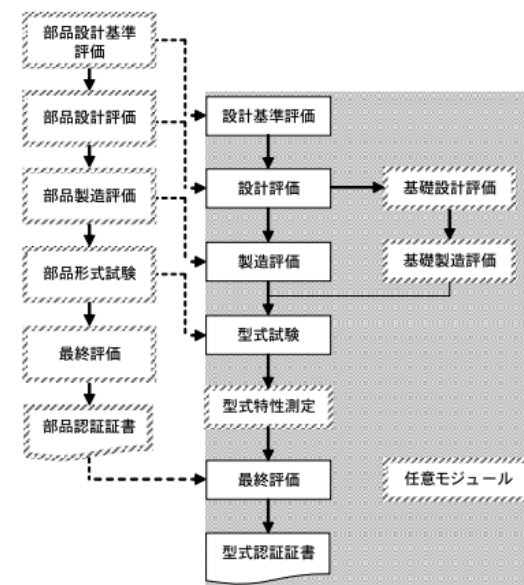 部品設計基準
評価
部品設計評価
部品製造評価
部品形式試験
最終評価
部品認証証書
設計基準評価
設計評価
製造評価
型式試験
型式特性測定
最終評価
型式認証証書
基礎設計評価
基礎製造評価
任意モジュール